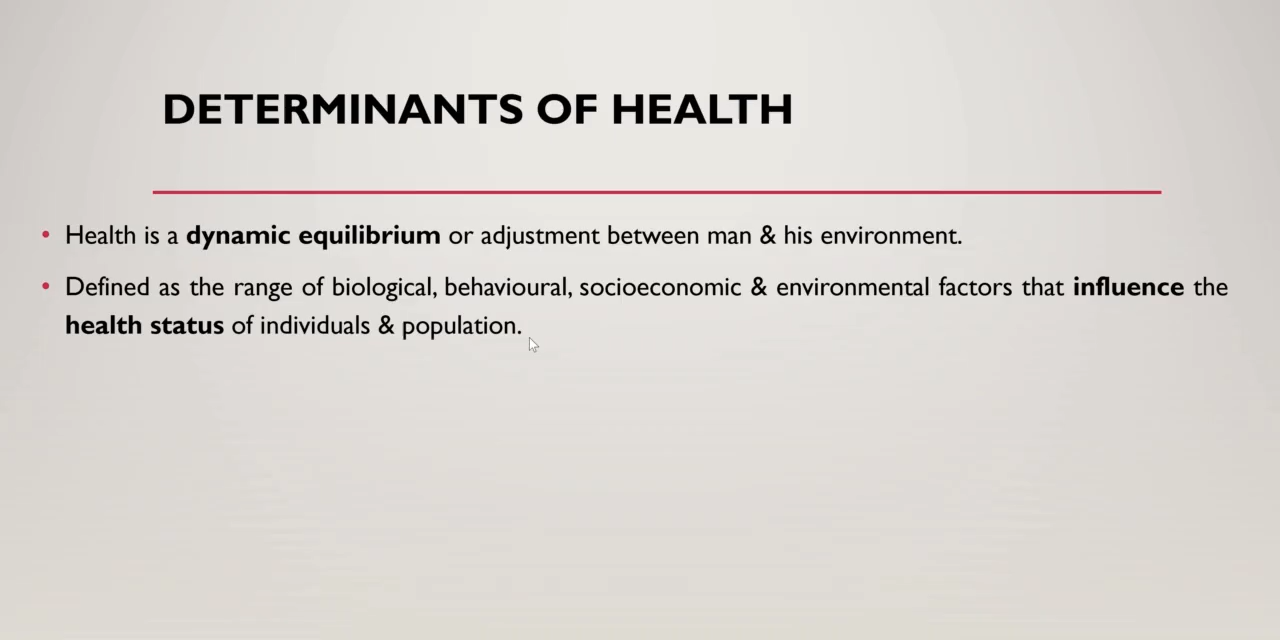 DETERMINANTS OF HEALTH
• Health is a dynamic equilibrium or adjustment between man & his environment.
• Defined as the range of biological, behavioural, socioeconomic & environmental factors that influence the
health status of individuals & population.